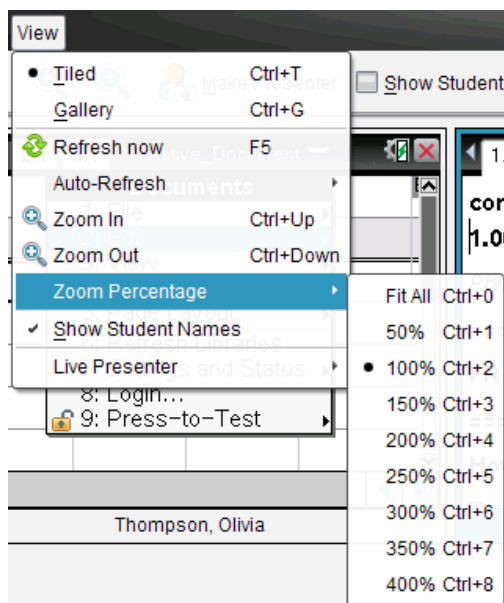 View
Tiled Ctrl+T
Make Presenter
Show Student
Gallery Ctrl+G
Refresh now F5
1.
Auto-Refresh
Zoom In Ctrl+Up
Zoom Out Ctrl+Down
Zoom Percentage
Show Student Names
Live Presenter
8: Login...
9: Press-to-Test
Fit All Ctrl+0
50% Ctrl+1
100% Ctrl+2
150% Ctrl+3
200% Ctrl+4
250% Ctrl+5
300% Ctrl+6
350% Ctrl+7
400% Ctrl+8
Thompson, Olivia